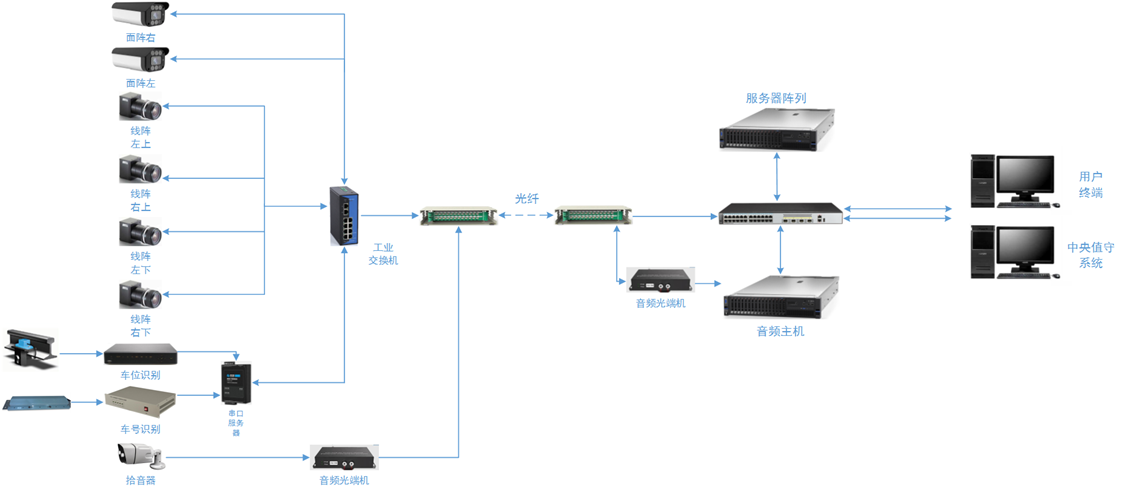 面阵右
面阵左
线阵
左上
线阵
右上
线阵
左下
线阵
右下
车位识别
车号识别
串口
服务
器
拾音器
音频光端机
工业
交换机
光纤
音频光端机
服务器阵列
音频主机
用户
终端
中央值守
系统